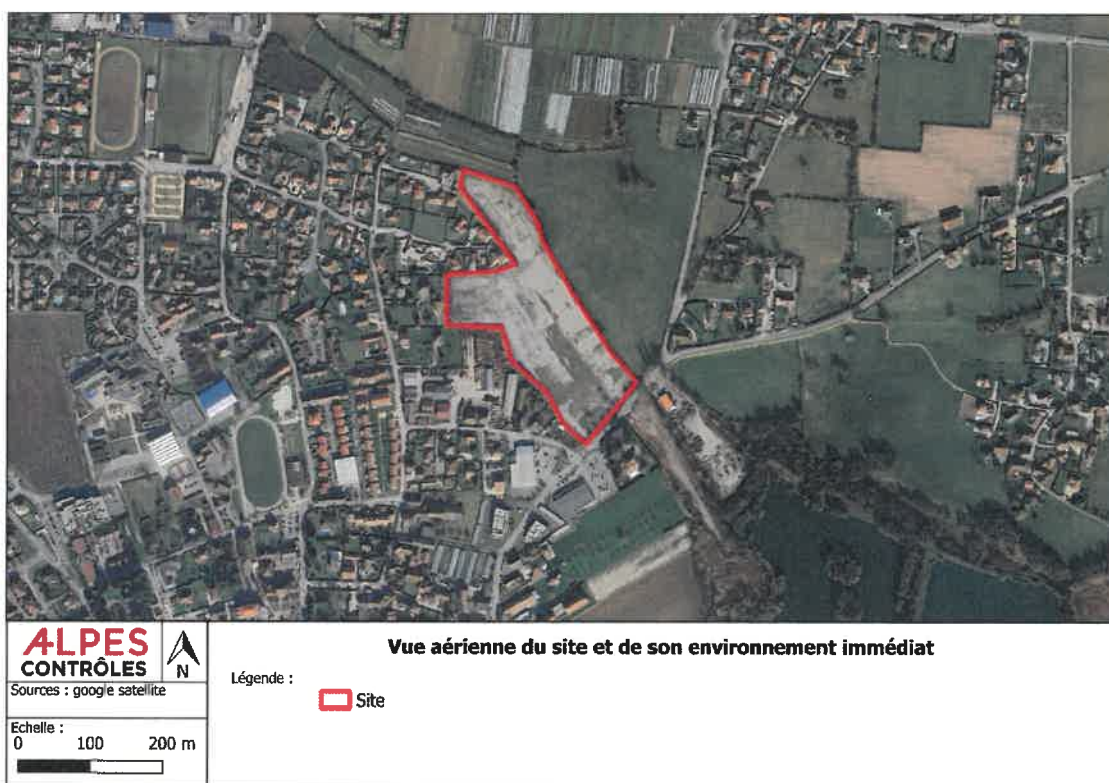 ALPES
CONTRÔLES
N
Sources : google satellite
Echelle :
0 100 200 m
Vue aérienne du site et de son environnement immédiat
Légende :
Site